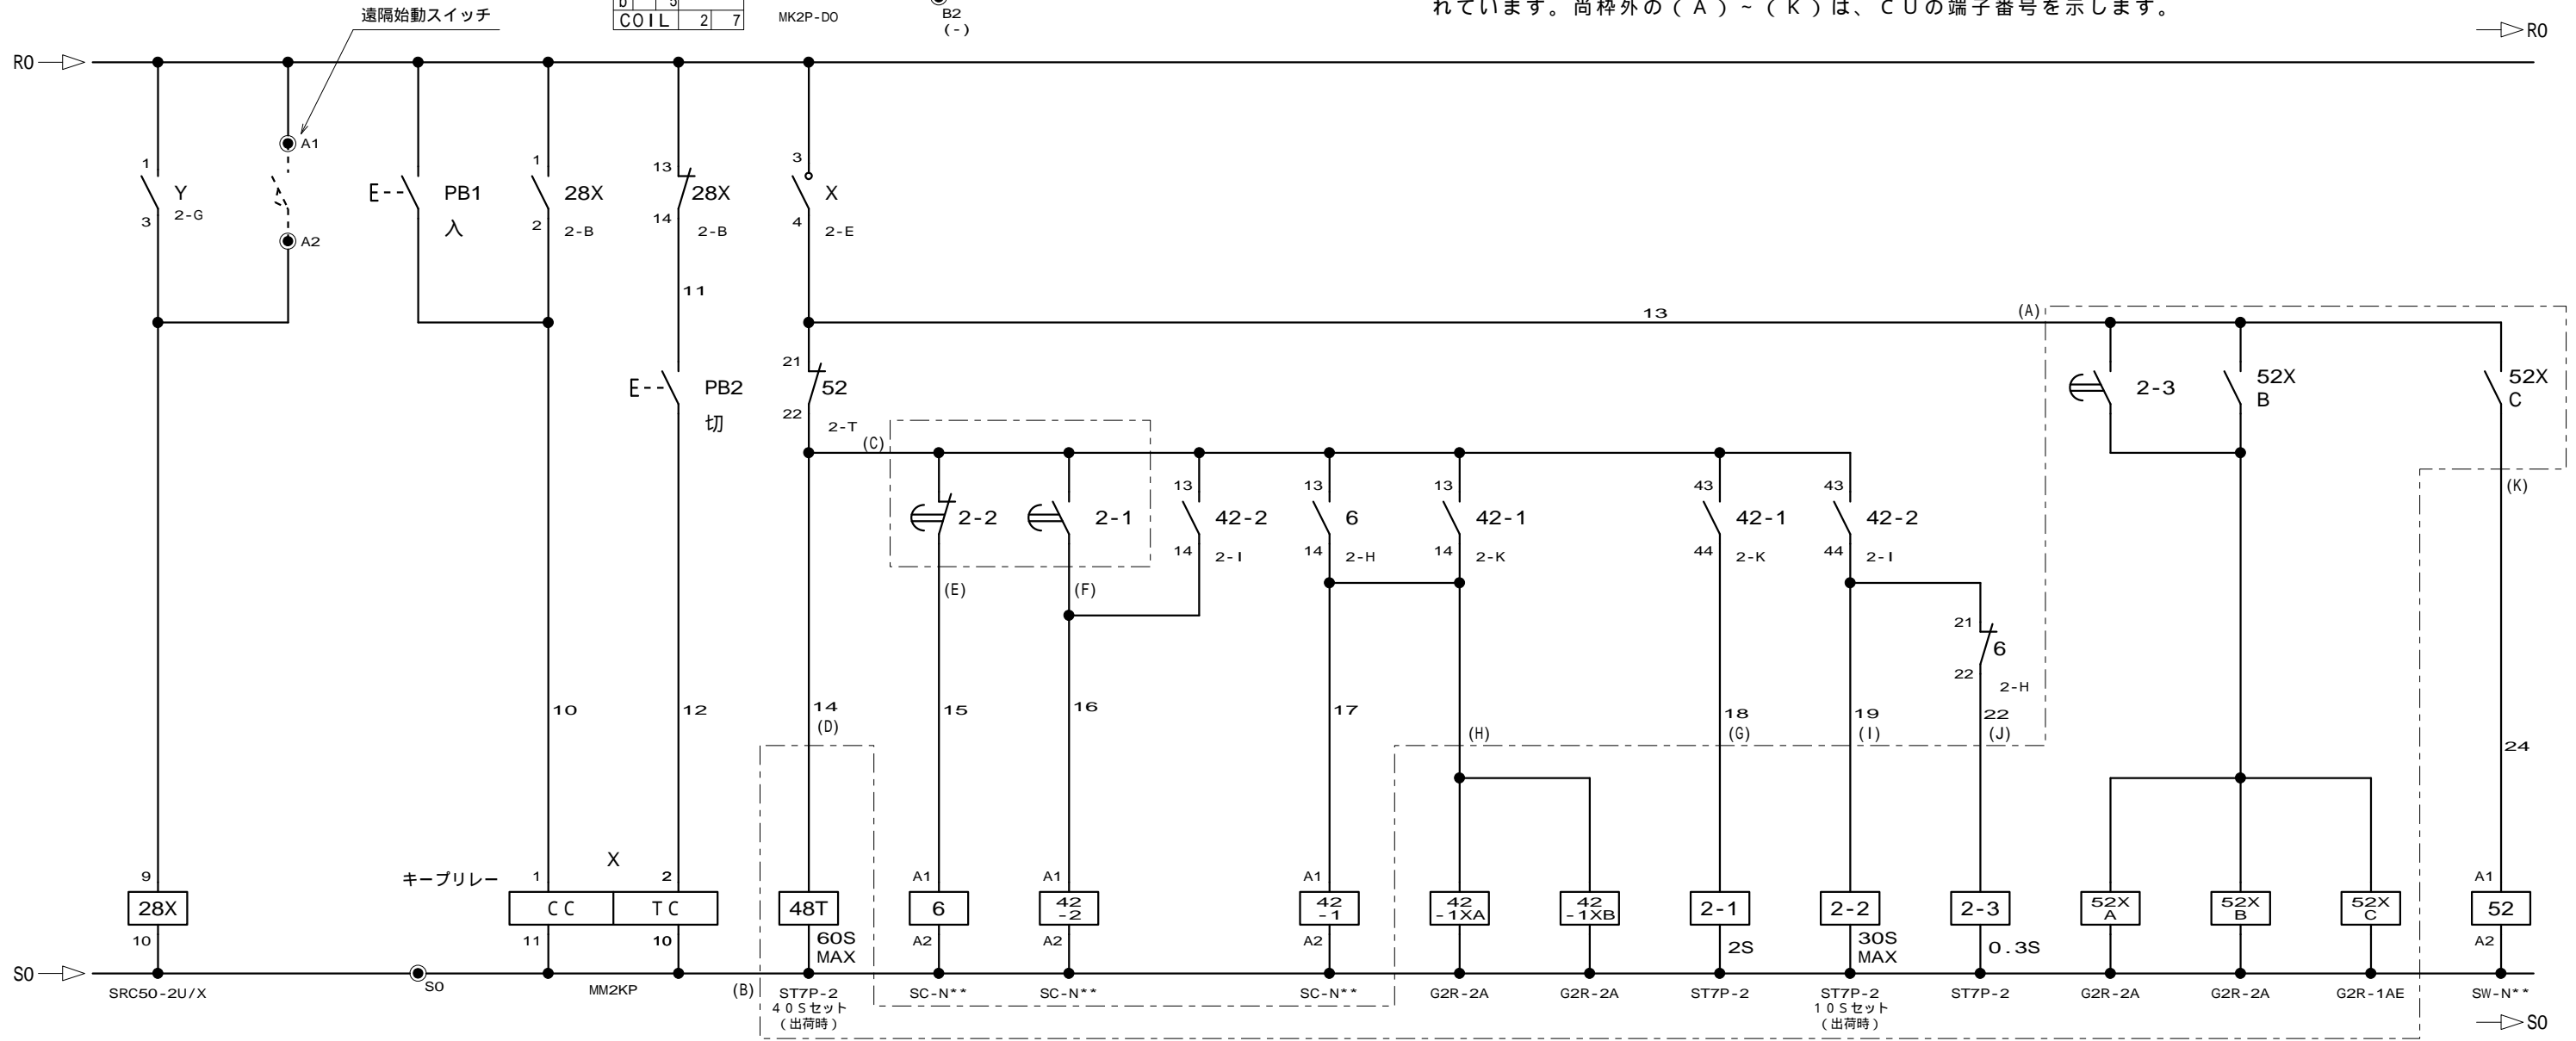 遠隔始動スイッチ
b 5
COIL 2 7
MK2P-DO
B2
(-)
れています。尚枠外の（A）~（K）は、CUの端子番号を示します。
R0
R0
A1
A2
1
Y
2-G
3
E--
PB1
入
1
28X
2
2-B
13
28X
14
2-B
11
3
X
4
2-E
13
(A)
E--
PB2
切
21
52
22
2-T
(C)
2-3
52X
B
52X
C
(K)
2-2
2-1
13
42-2
14
2-I
13
6
14
2-H
13
42-1
14
2-K
43
42-1
44
2-K
43
42-2
44
2-I
(E)
(F)
21
6
22
2-H
10
12
14
(D)
15
16
17
(H)
18
(G)
19
(I)
22
(J)
24
キープリレー
X
9
28X
10
1
CC
11
2
TC
10
48T
60S
MAX
A1
6
A2
A1
42
-2
A2
A1
42
-1
A2
42
-1XA
42
-1XB
2-1
2S
2-2
30S
MAX
2-3
0.3S
52X
A
52X
B
52X
C
A1
52
A2
S0
S0
SRC50-2U/X
MM2KP
(B)
ST7P-2
40Sセット
（出荷時）
SC-N**
SC-N**
SC-N**
G2R-2A
G2R-2A
ST7P-2
ST7P-2
10Sセット
（出荷時）
ST7P-2
G2R-2A
G2R-2A
G2R-1AE
SW-N**
S0